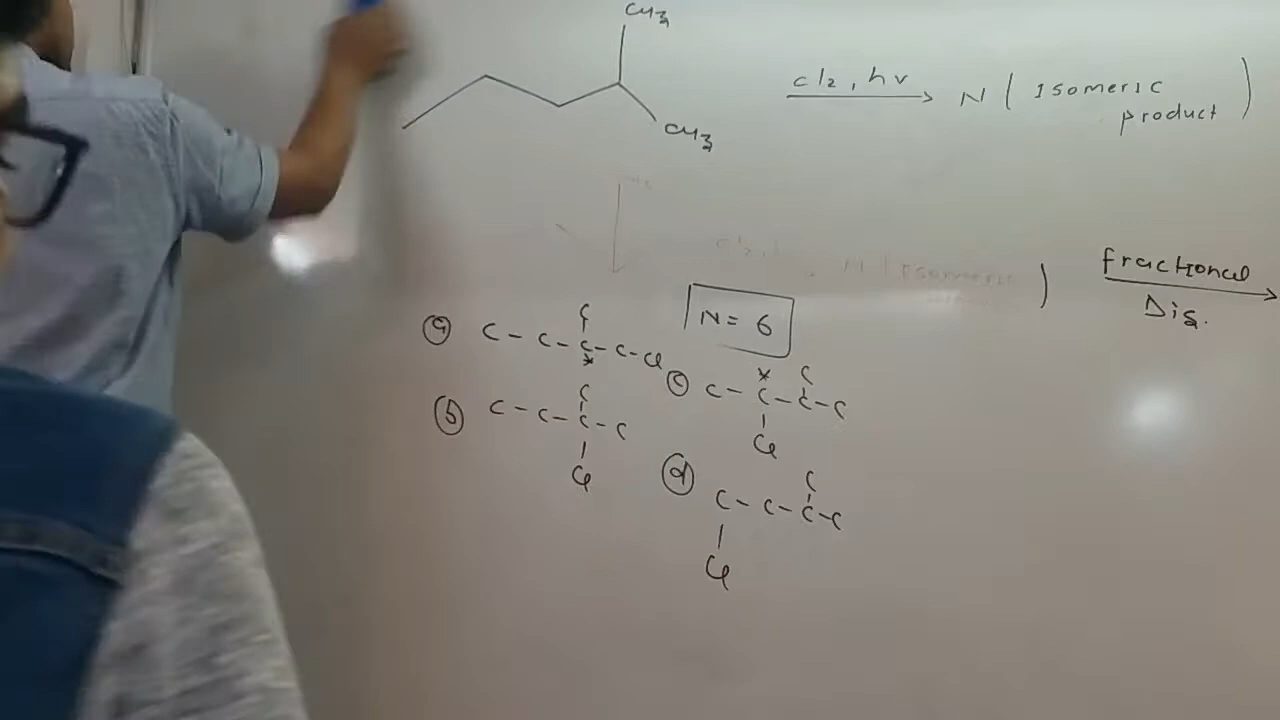 CH3
CH3
Cl2, hν → N ( Isomeric product )
) fractional Dis. →
N = 6
(a) C - C - C - C - Cl
C
*
(b) C - C - C - C
C
Cl
(c) C - C - C - C
*
C
Cl
(d) C - C - C - C
C
Cl